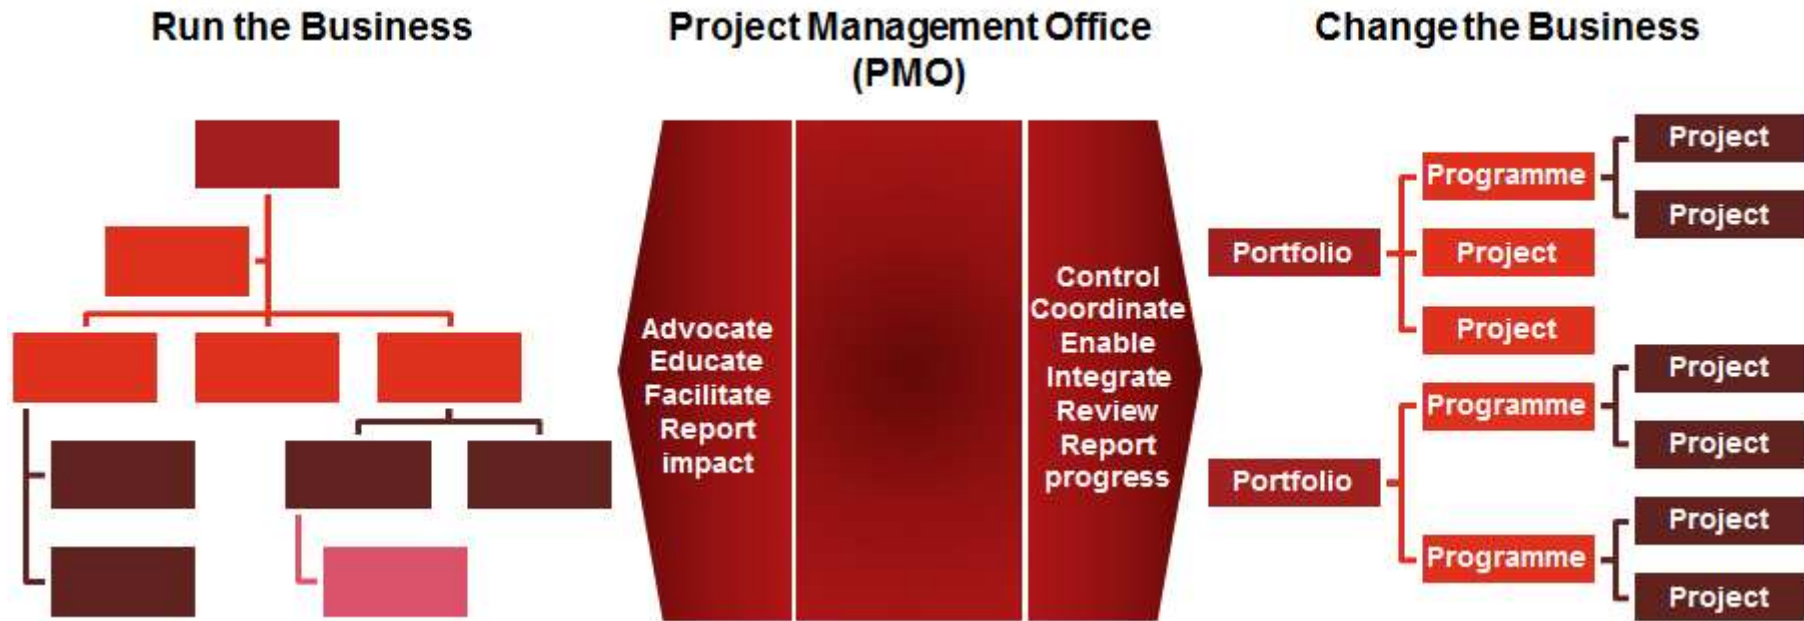 Run the Business
Project Management Office
(PMO)
Change the Business
Advocate
Educate
Facilitate
Report
impact
Control
Coordinate
Enable
Integrate
Review
Report
progress
Portfolio
Programme
Project
Project
Project
Project
Portfolio
Programme
Project
Project
Programme
Project
Project